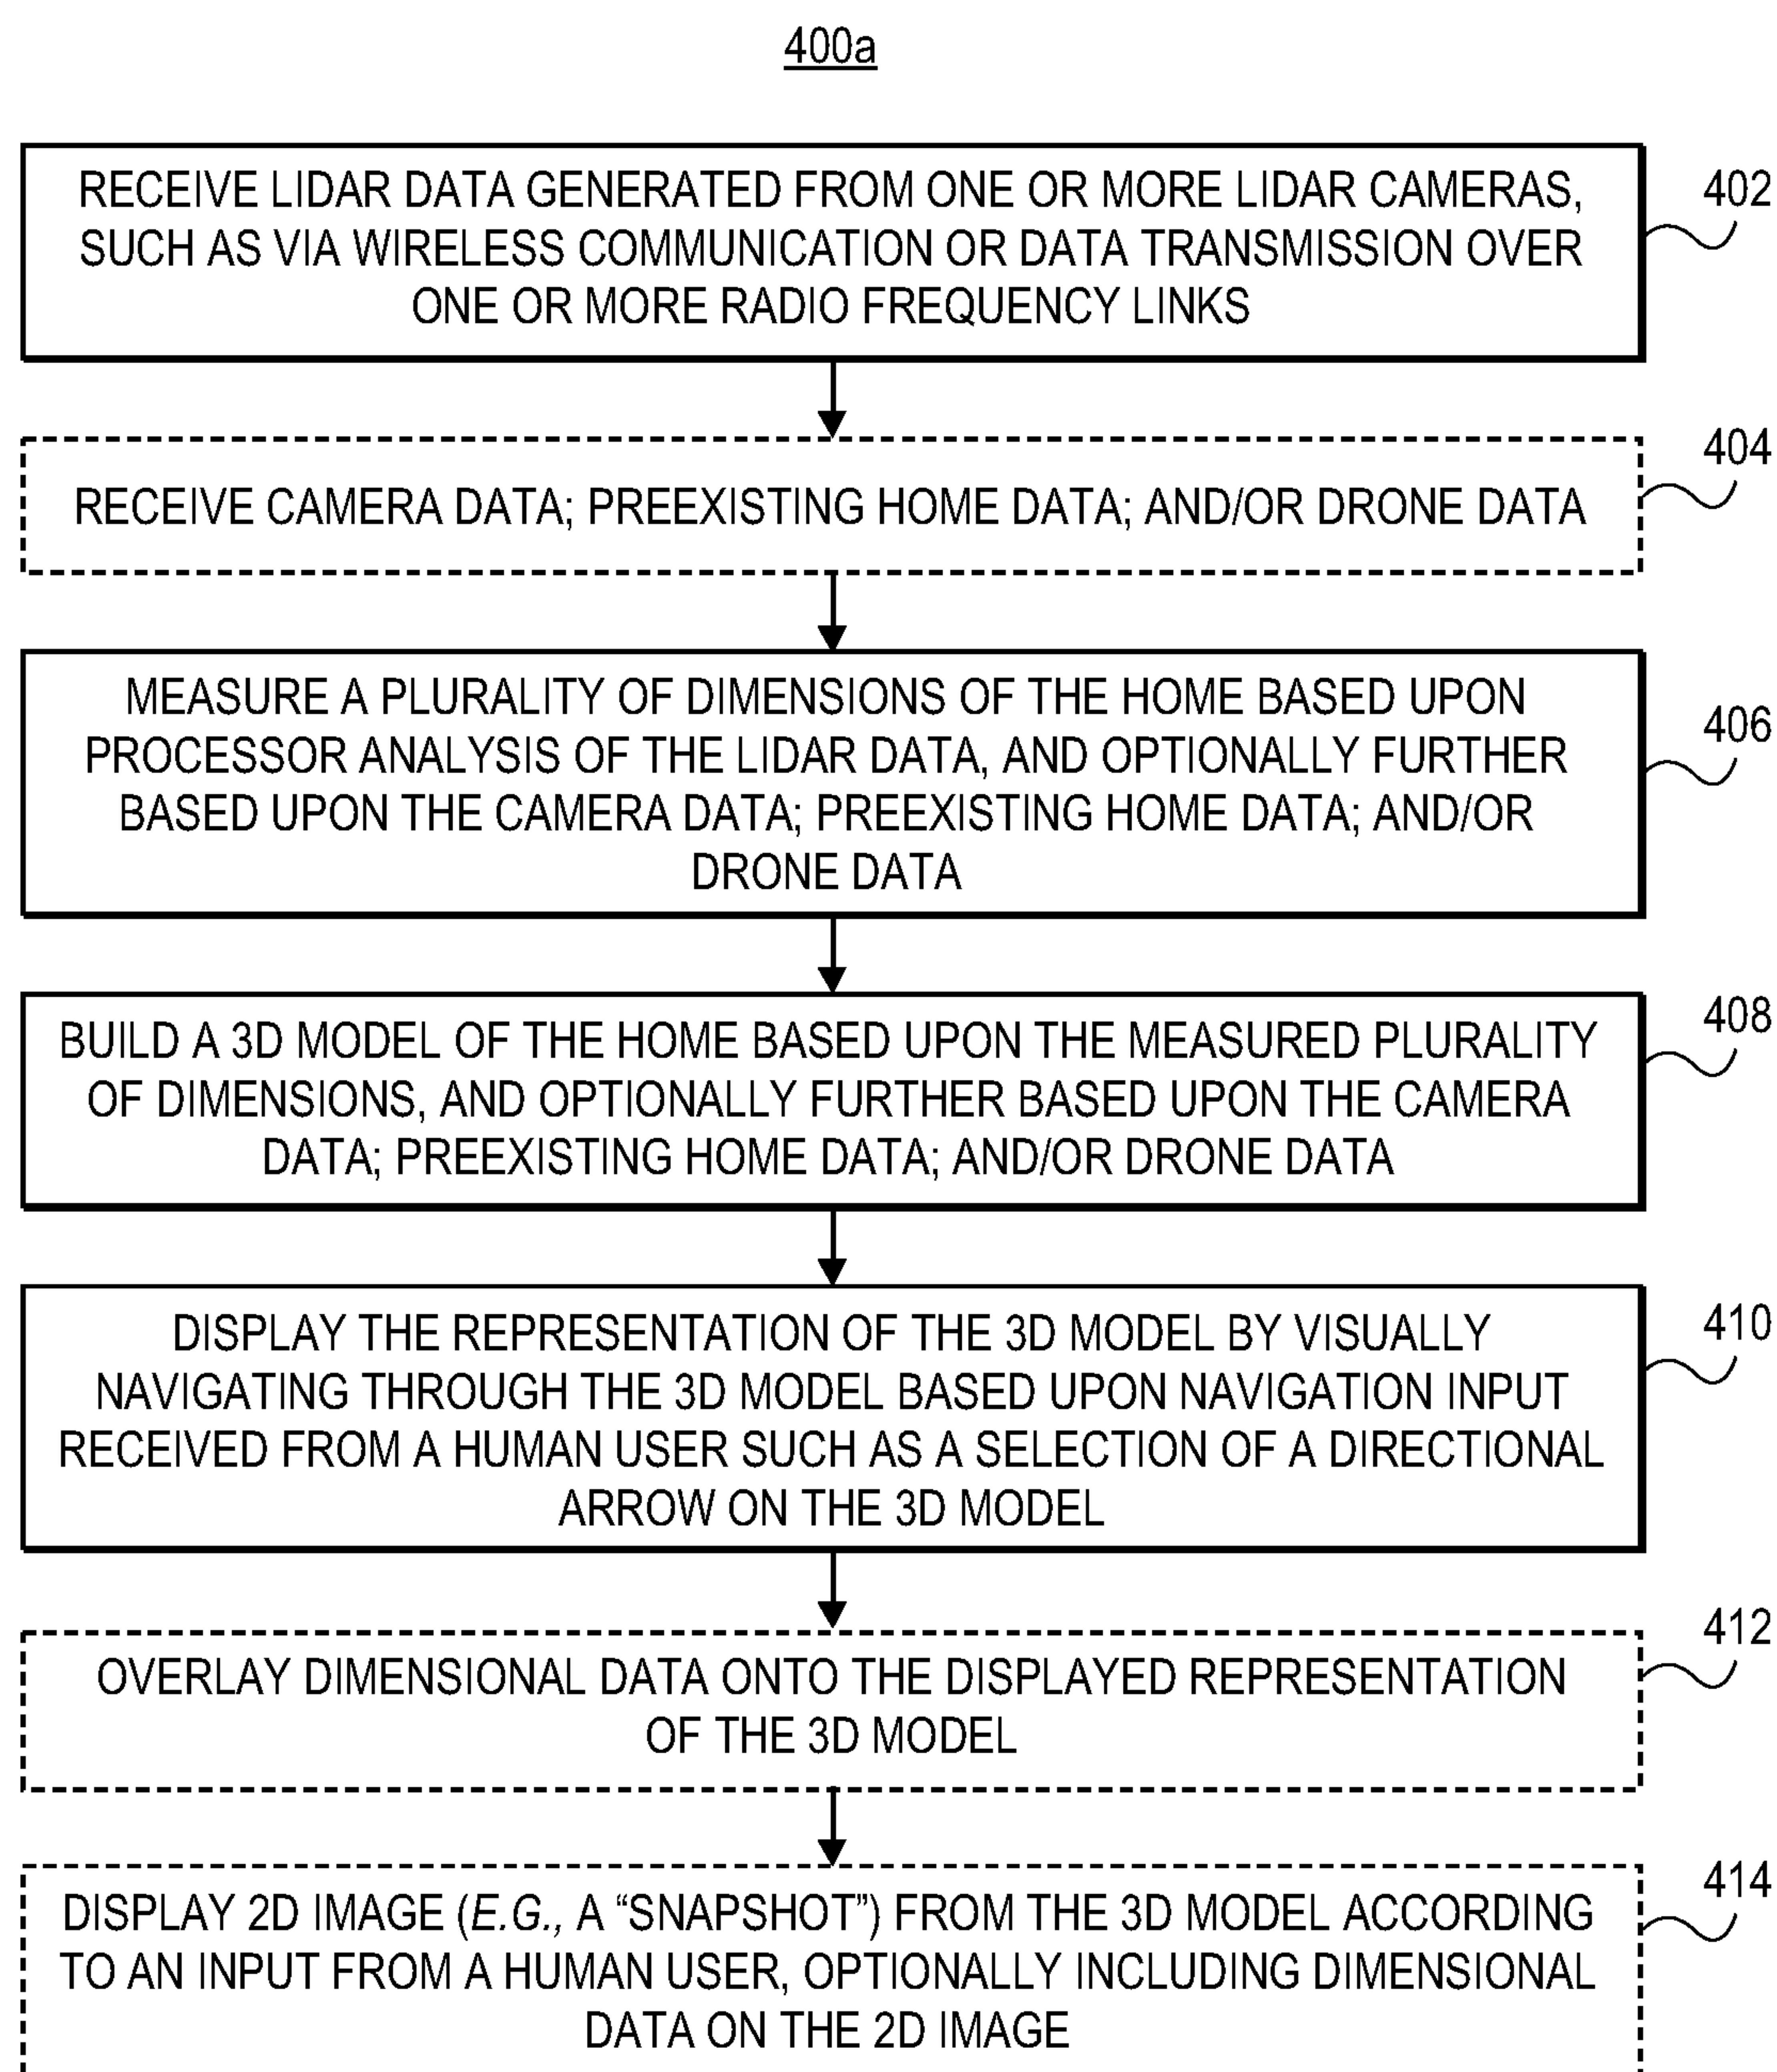 400a
RECEIVE LIDAR DATA GENERATED FROM ONE OR MORE LIDAR CAMERAS,
SUCH AS VIA WIRELESS COMMUNICATION OR DATA TRANSMISSION OVER
ONE OR MORE RADIO FREQUENCY LINKS
402
RECEIVE CAMERA DATA; PREEXISTING HOME DATA; AND/OR DRONE DATA
404
MEASURE A PLURALITY OF DIMENSIONS OF THE HOME BASED UPON
PROCESSOR ANALYSIS OF THE LIDAR DATA, AND OPTIONALLY FURTHER
BASED UPON THE CAMERA DATA; PREEXISTING HOME DATA; AND/OR
DRONE DATA
406
BUILD A 3D MODEL OF THE HOME BASED UPON THE MEASURED PLURALITY
OF DIMENSIONS, AND OPTIONALLY FURTHER BASED UPON THE CAMERA
DATA; PREEXISTING HOME DATA; AND/OR DRONE DATA
408
DISPLAY THE REPRESENTATION OF THE 3D MODEL BY VISUALLY
NAVIGATING THROUGH THE 3D MODEL BASED UPON NAVIGATION INPUT
RECEIVED FROM A HUMAN USER SUCH AS A SELECTION OF A DIRECTIONAL
ARROW ON THE 3D MODEL
410
OVERLAY DIMENSIONAL DATA ONTO THE DISPLAYED REPRESENTATION
OF THE 3D MODEL
412
DISPLAY 2D IMAGE (E.G., A “SNAPSHOT”) FROM THE 3D MODEL ACCORDING
TO AN INPUT FROM A HUMAN USER, OPTIONALLY INCLUDING DIMENSIONAL
DATA ON THE 2D IMAGE
414